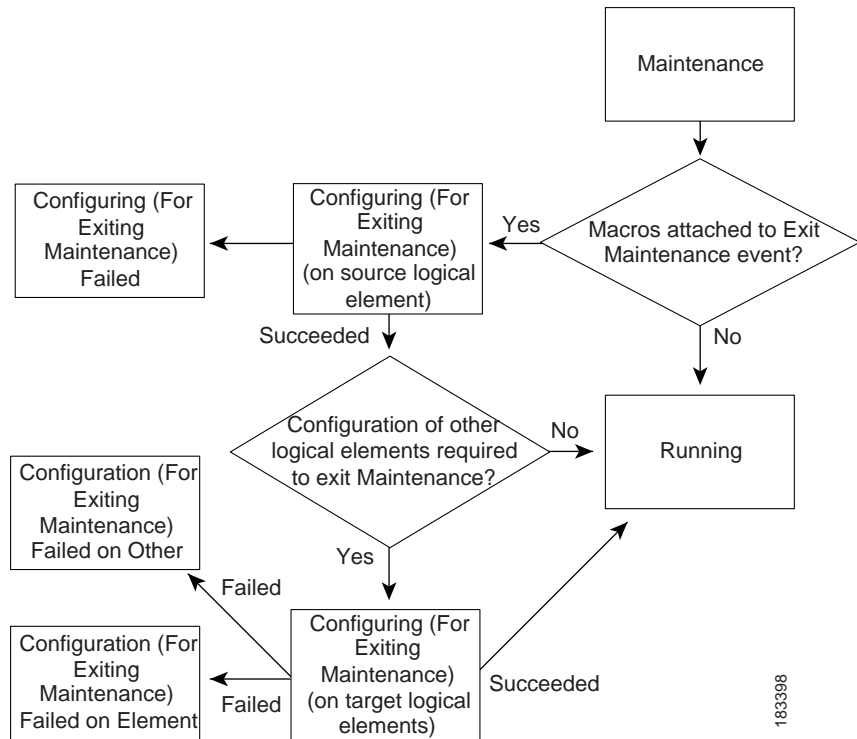 Maintenance
Macros attached to Exit
Maintenance event?
Yes
No
Configuring (For
Exiting
Maintenance)
(on source logical
element)
Configuring (For
Exiting
Maintenance)
Failed
Succeeded
Configuration of other
logical elements required
to exit Maintenance?
No
Running
Yes
Configuration (For
Exiting
Maintenance)
Failed on Other
Failed
Configuring (For
Exiting
Maintenance)
(on target logical
elements)
Succeeded
Configuration (For
Exiting
Maintenance)
Failed on Element
Failed
183398